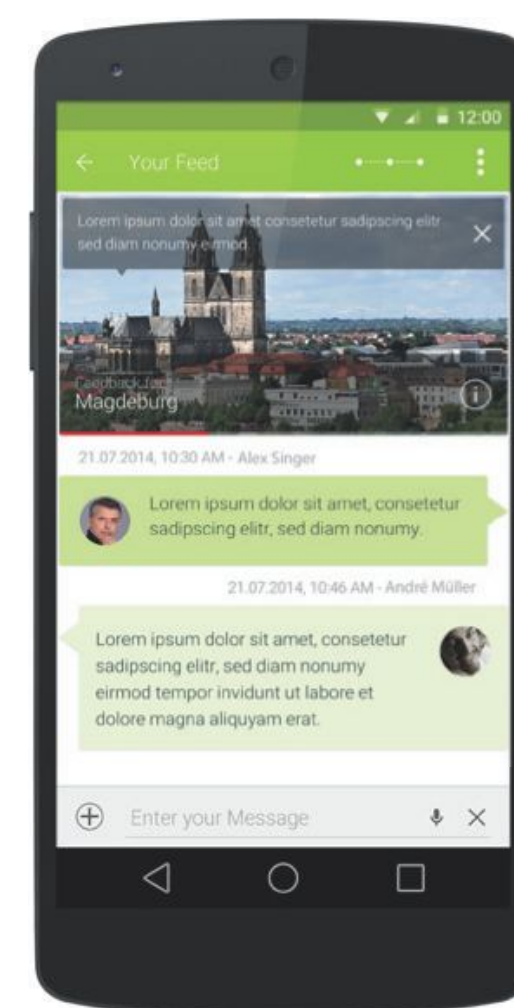 12:00
Your Feed
Lorem ipsum dolor sit amet consetetur sadipscing elitr
sed diam nonumy eirmod
Feedback for
Magdeburg
21.07.2014, 10:30 AM - Alex Singer
Lorem ipsum dolor sit amet, consetetur
sadipscing elitr, sed diam nonumy.
21.07.2014, 10:46 AM - André Müller
Lorem ipsum dolor sit amet, consetetur
sadipscing elitr, sed diam nonumy
eirmod tempor invidunt ut labore et
dolore magna aliquyam erat.
Enter your Message